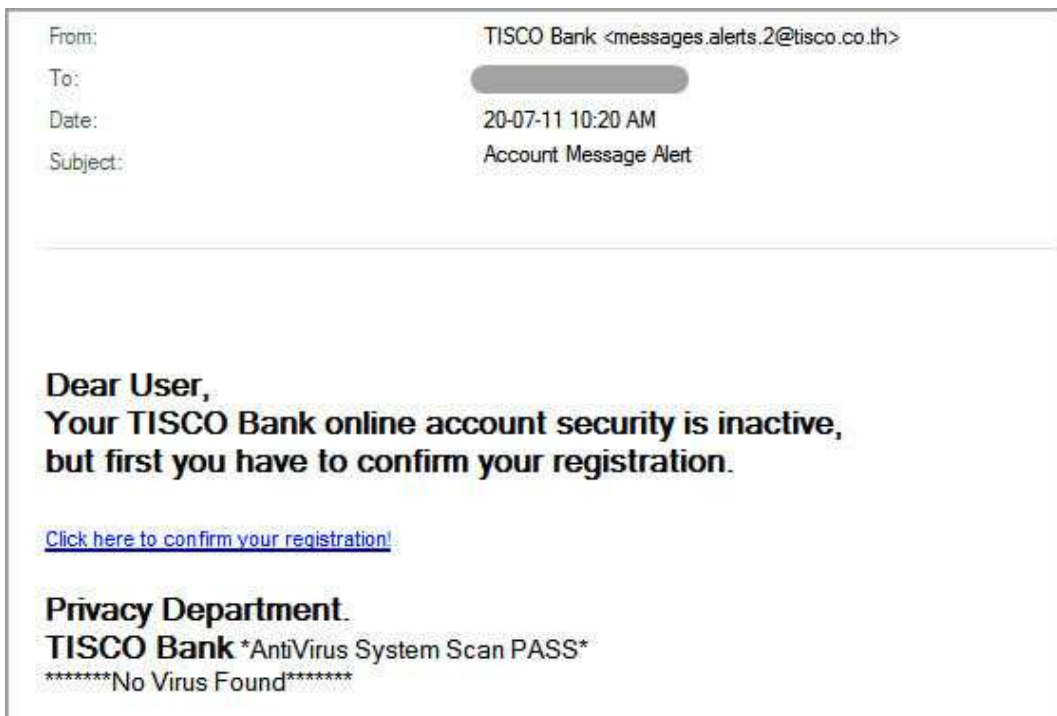 From: TISCO Bank <messages.alerts.2@tisco.co.th>
To:
Date: 20-07-11 10:20 AM
Subject: Account Message Alert
Dear User,
Your TISCO Bank online account security is inactive,
but first you have to confirm your registration.
Click here to confirm your registration!
Privacy Department.
TISCO Bank *AntiVirus System Scan PASS*
*******No Virus Found*******